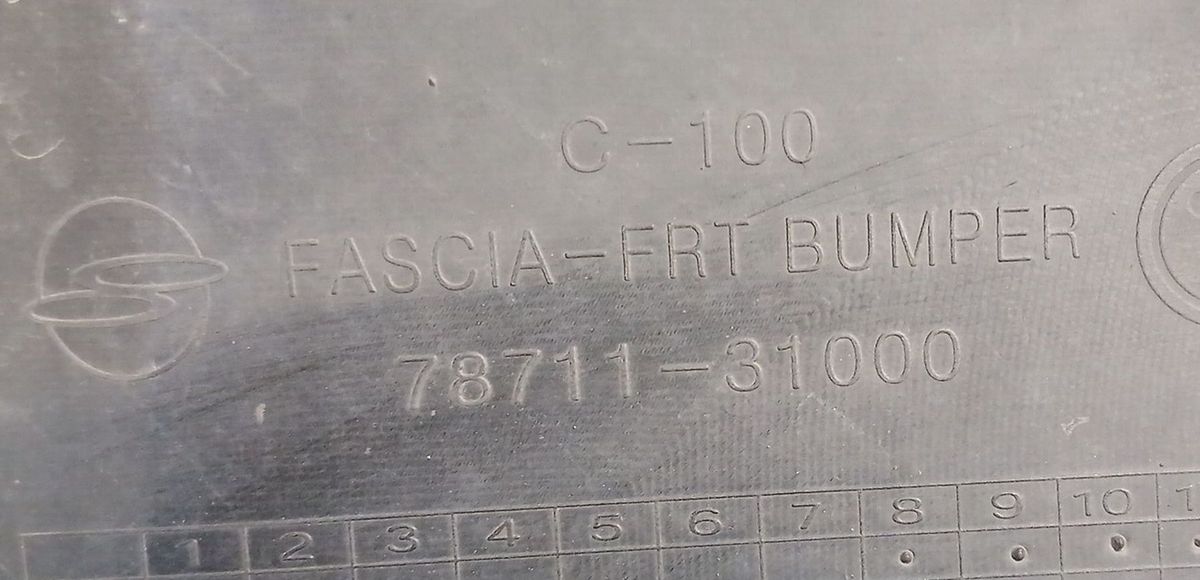 C-100
FASCIA-FRT BUMPER
78711-31000
1 2 3 4 5 6 7 8 9 10